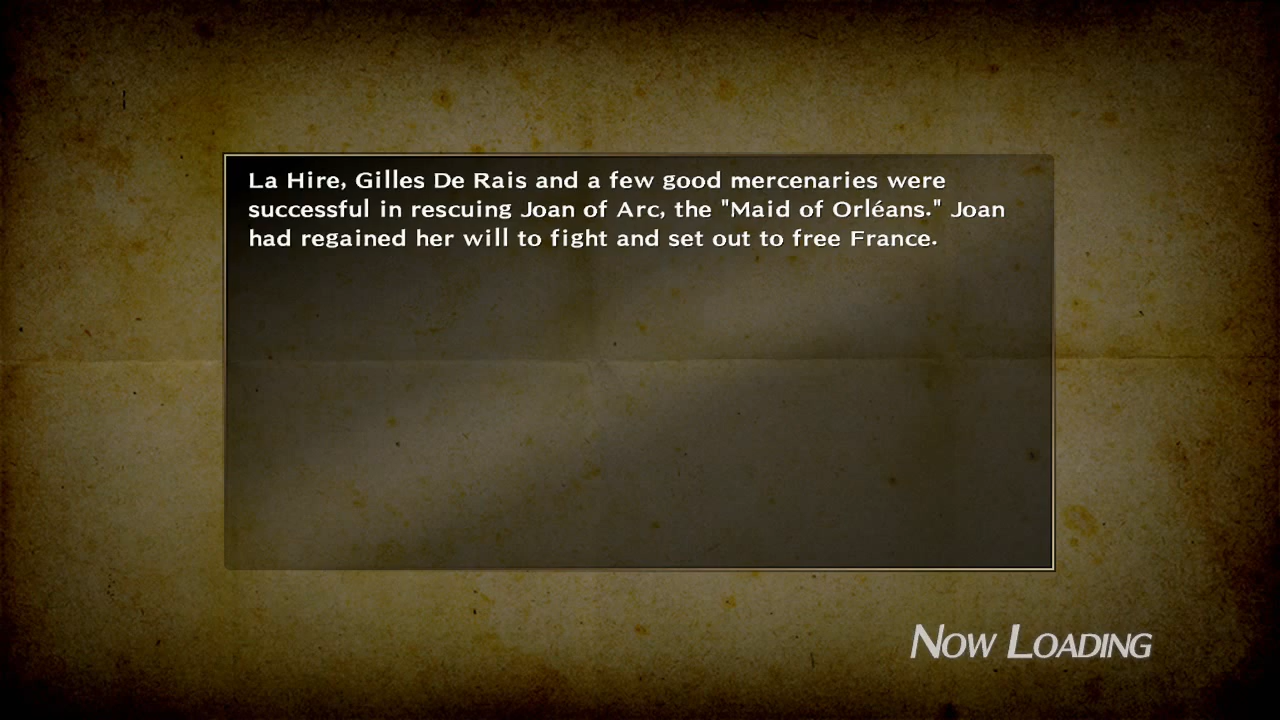 La Hire, Gilles De Rais and a few good mercenaries were
successful in rescuing Joan of Arc, the "Maid of Orléans." Joan
had regained her will to fight and set out to free France.
Now Loading